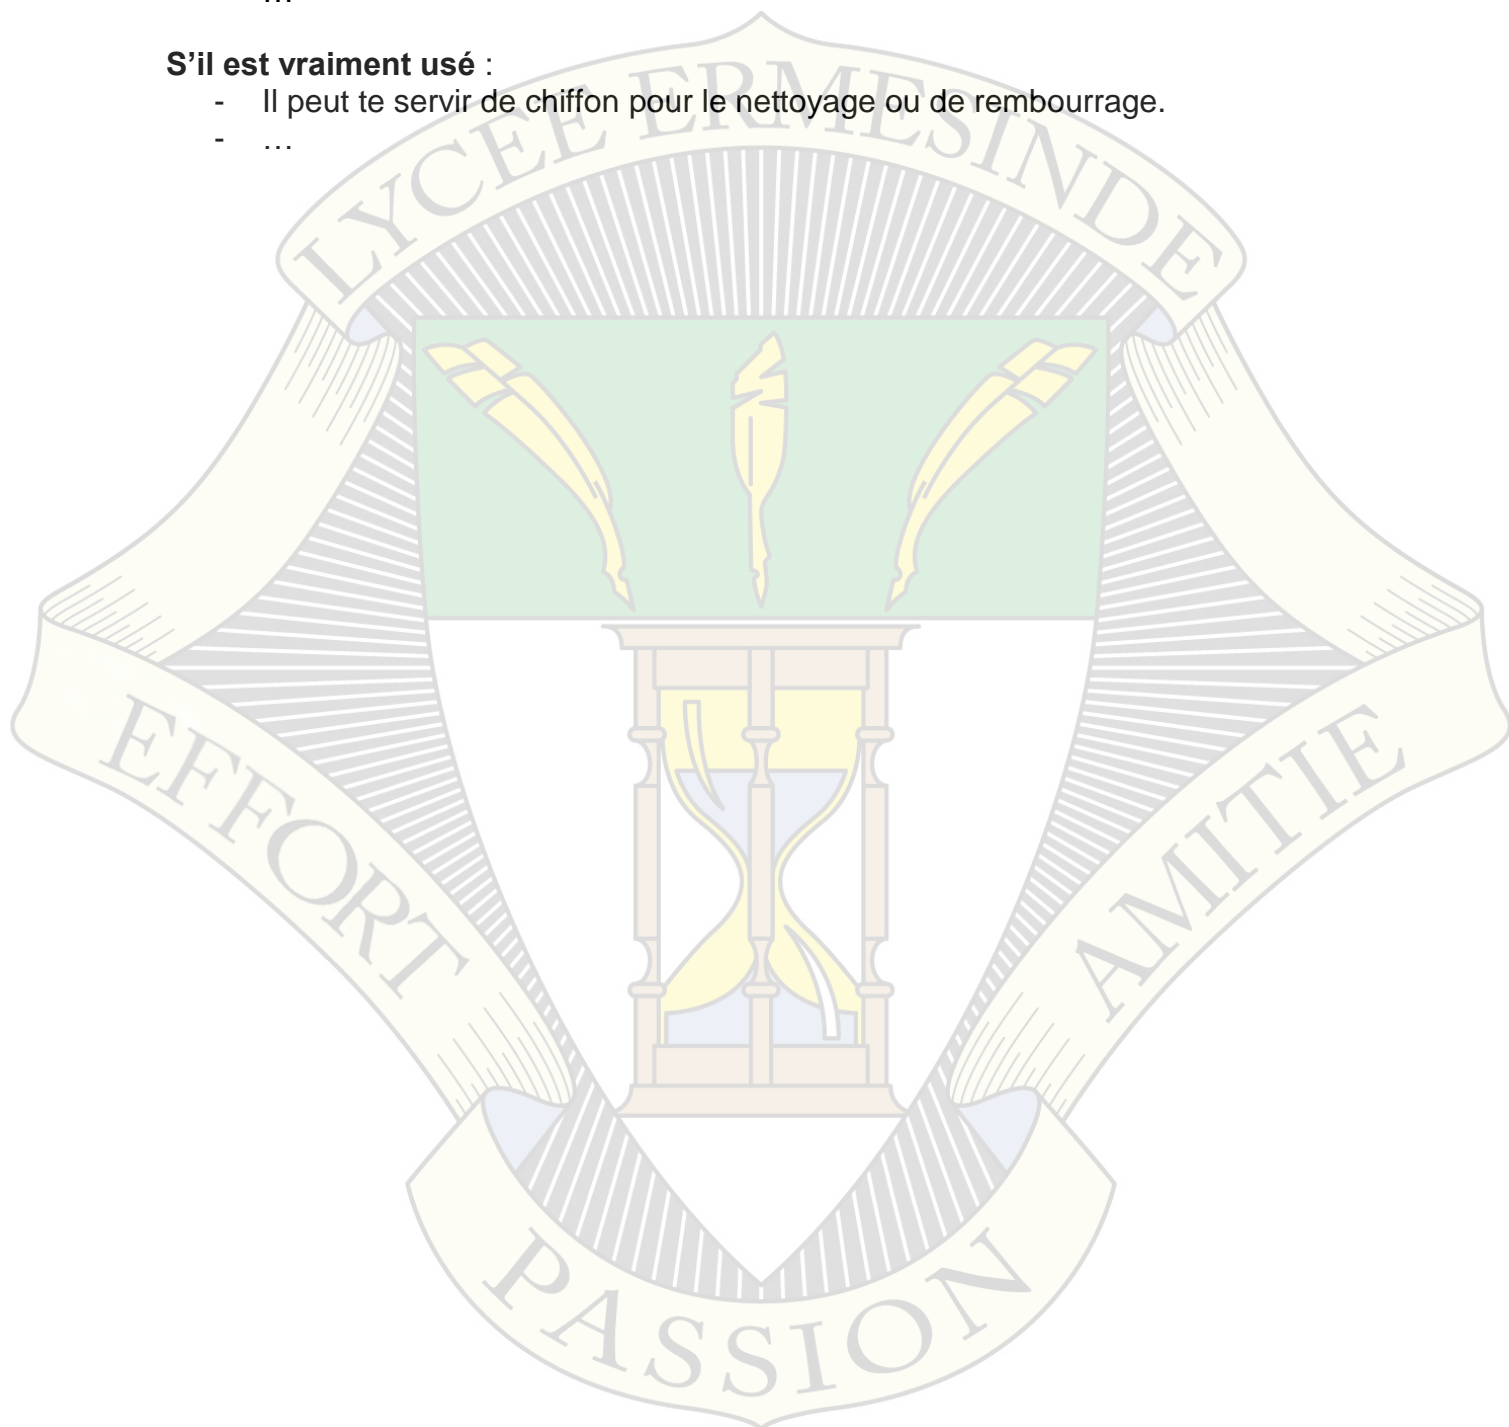 …
S’il est vraiment usé :
- Il peut te servir de chiffon pour le nettoyage ou de rembourrage.
- …
LYCEE ERMESINDE
EFFORT
AMITIE
PASSION